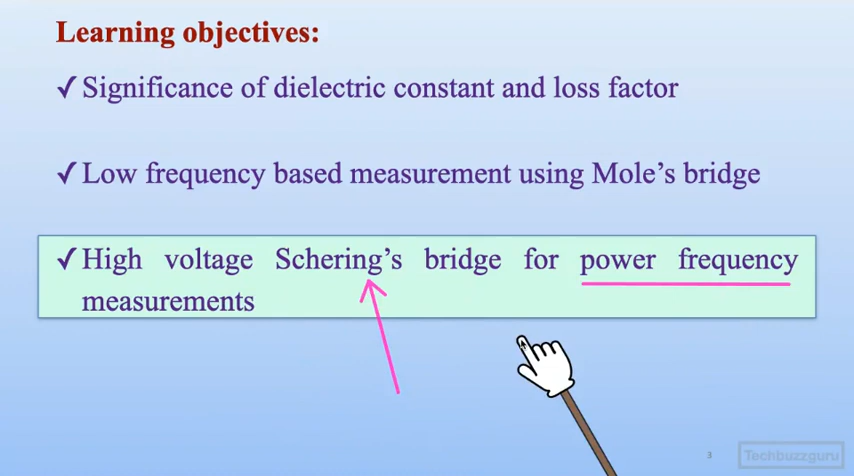 Learning objectives:
✓ Significance of dielectric constant and loss factor
✓ Low frequency based measurement using Mole's bridge
✓ High voltage Schering's bridge for power frequency
measurements
3
Techbuzzguru